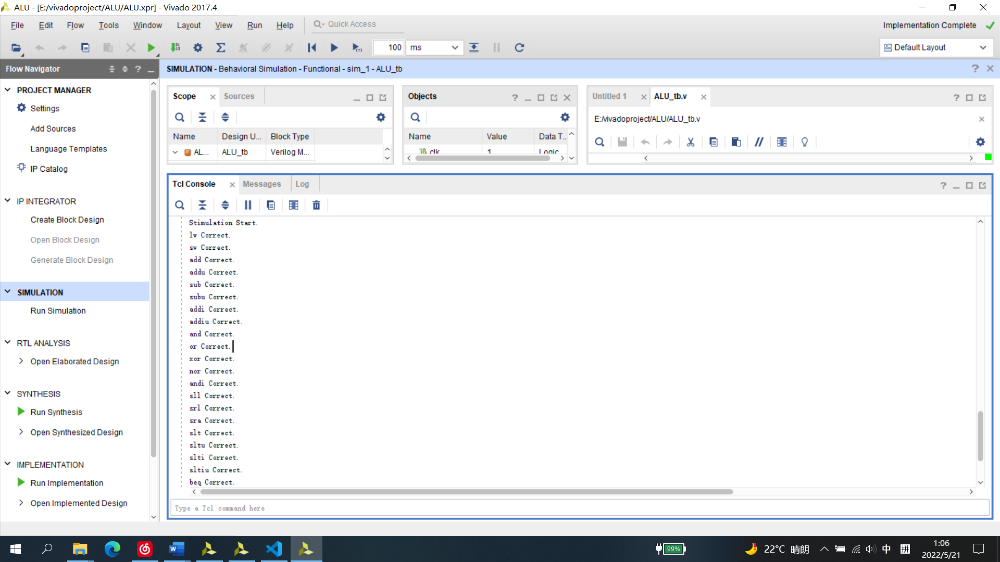 ALU - [E:/vivadoproject/ALU/ALU.xpr] - Vivado 2017.4
File Edit Flow Tools Window Layout View Run Help Quick Access Implementation Complete
100 ms Default Layout
Flow Navigator
PROJECT MANAGER
Settings
Add Sources
Language Templates
IP Catalog
IP INTEGRATOR
Create Block Design
Open Block Design
Generate Block Design
SIMULATION
Run Simulation
RTL ANALYSIS
Open Elaborated Design
SYNTHESIS
Run Synthesis
Open Synthesized Design
IMPLEMENTATION
Run Implementation
Open Implemented Design
SIMULATION - Behavioral Simulation - Functional - sim_1 - ALU_tb
Scope Sources
Name Design U... Block Type
AL... ALU_tb Verilog M...
Objects
Name Value Data T...
clk 1 Logic
Untitled 1 ALU_tb.v
E:/vivadoproject/ALU/ALU_tb.v
Tcl Console Messages Log
Stimulation Start.
lw Correct.
sw Correct.
add Correct.
addu Correct.
sub Correct.
subu Correct.
addi Correct.
addiu Correct.
and Correct.
or Correct.
xor Correct.
nor Correct.
andi Correct.
sll Correct.
srl Correct.
sra Correct.
slt Correct.
sltu Correct.
slti Correct.
sltiu Correct.
beq Correct.
Type a Tcl command here
99% 22°C 晴朗 中 拼 1:06
2022/5/21